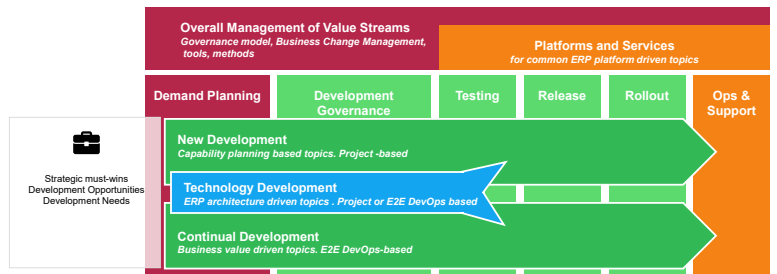 Overall Management of Value Streams
Governance model, Business Change Management,
tools, methods
Platforms and Services
for common ERP platform driven topics
Demand Planning
Development
Governance
Testing
Release
Rollout
Ops &
Support
Strategic must-wins
Development Opportunities
Development Needs
New Development
Capability planning based topics. Project -based
Technology Development
ERP architecture driven topics . Project or E2E DevOps based
Continual Development
Business value driven topics. E2E DevOps-based